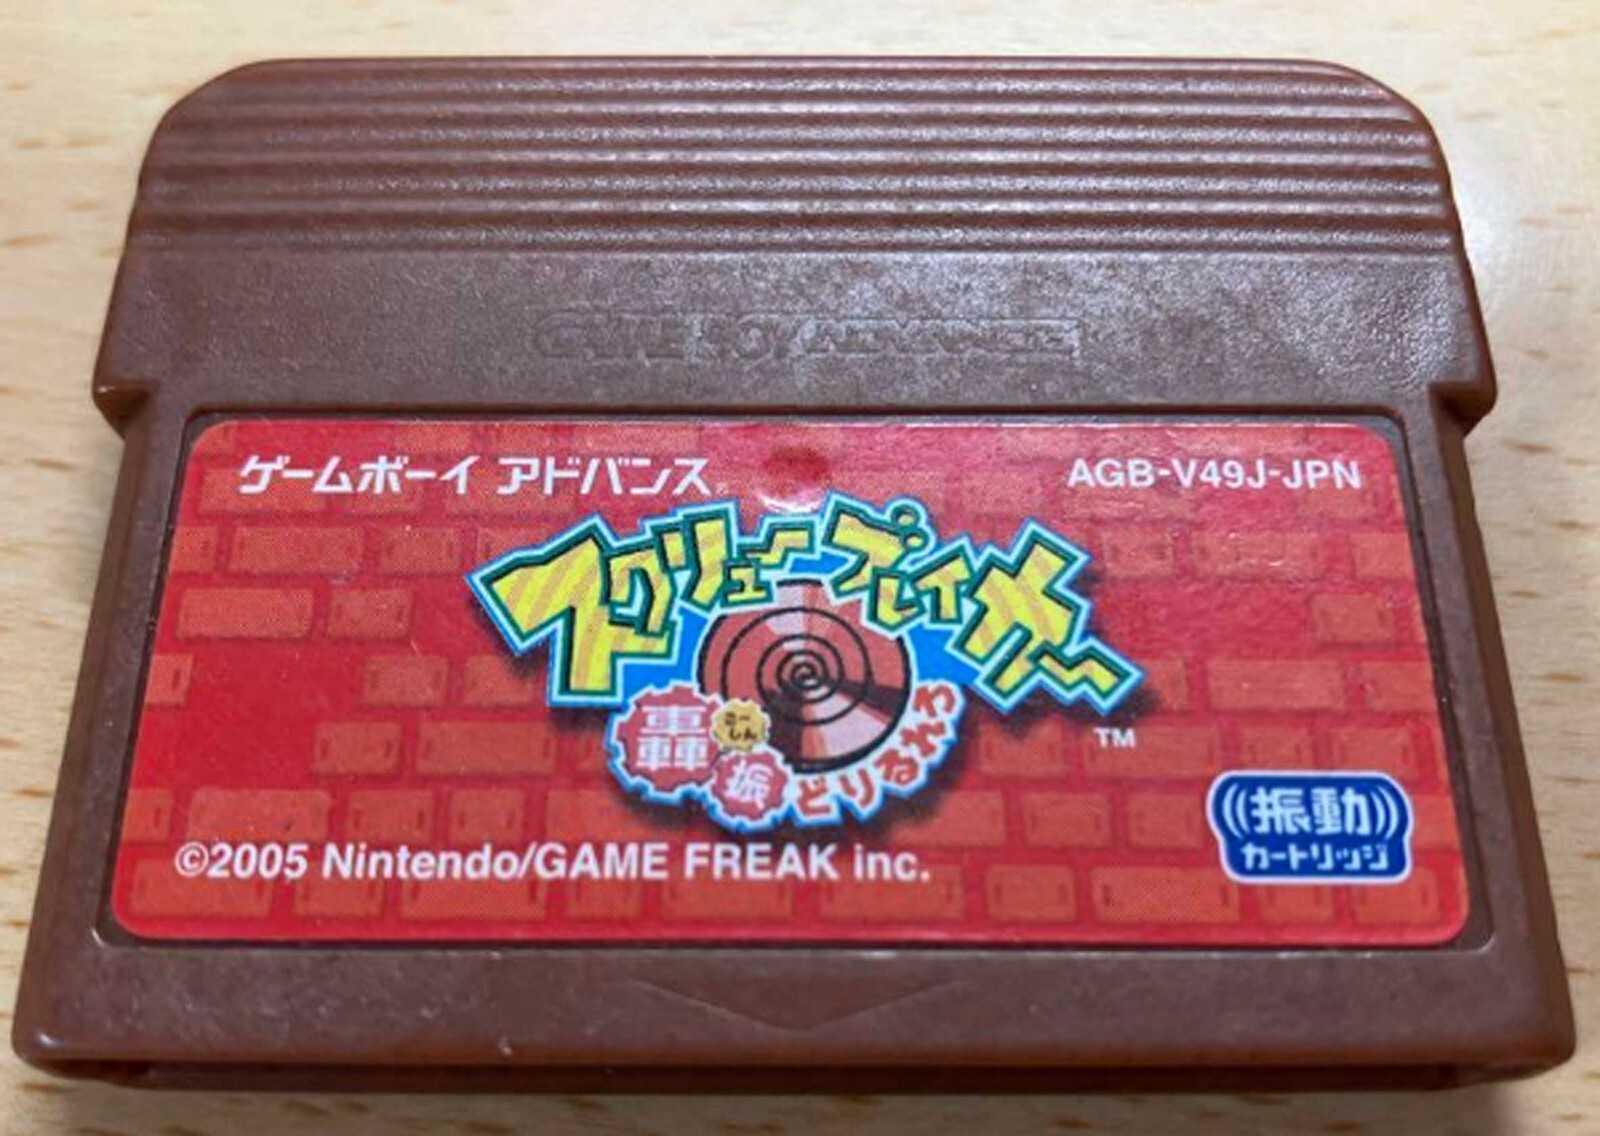 GAME BOY ADVANCE
ゲームボーイ アドバンス
AGB-V49J-JPN
スクリューブレイカー
轟振どりるれろ
ごーしん
TM
©2005 Nintendo/GAME FREAK inc.
振動
カートリッジ